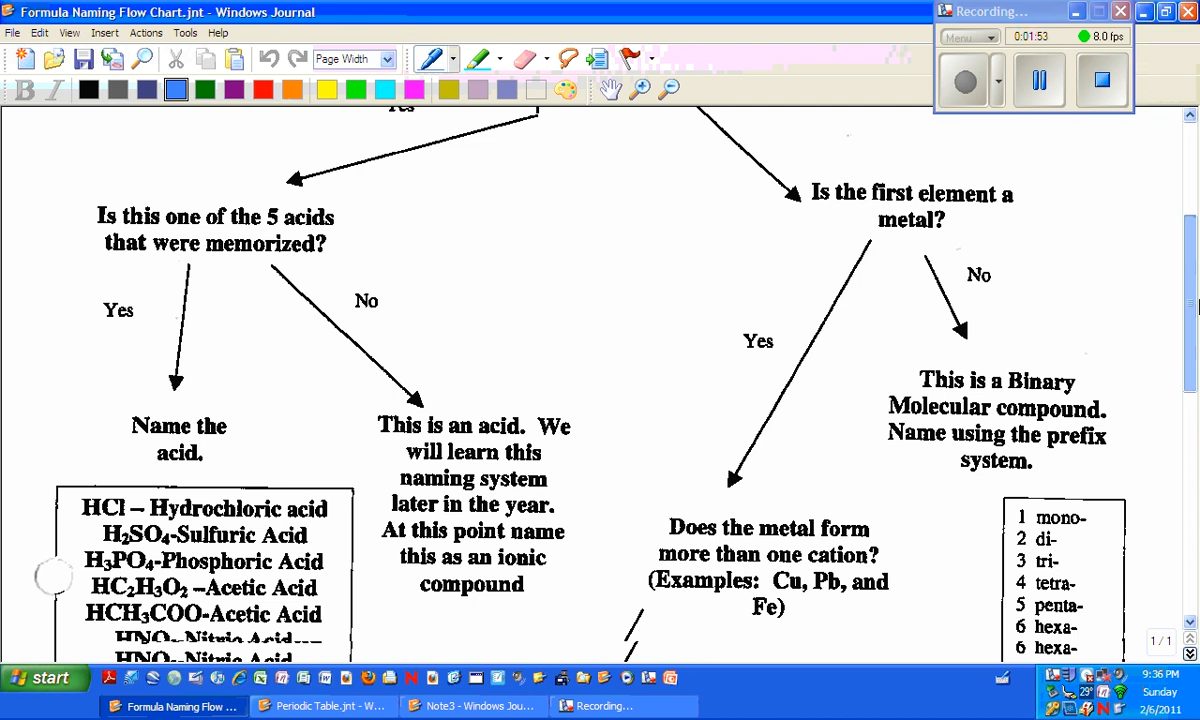 Formula Naming Flow Chart.jnt - Windows Journal
Recording...
File Edit View Insert Actions Tools Help
Menu
0:01:53
8.0 fps
Page Width
B I
Yes
Is this one of the 5 acids
that were memorized?
Yes
No
Name the
acid.
HCl – Hydrochloric acid
H₂SO₄-Sulfuric Acid
H₃PO₄-Phosphoric Acid
HC₂H₃O₂ –Acetic Acid
HCH₃COO-Acetic Acid
HNO₃-Nitric Acid
HNO₃-Nitric Acid
This is an acid. We
will learn this
naming system
later in the year.
At this point name
this as an ionic
compound
Is the first element a
metal?
No
Yes
This is a Binary
Molecular compound.
Name using the prefix
system.
Does the metal form
more than one cation?
(Examples: Cu, Pb, and
Fe)
1 mono-
2 di-
3 tri-
4 tetra-
5 penta-
6 hexa-
6 hexa-
1 / 1
start
Formula Naming Flow ...
Periodic Table.jnt - W...
Note3 - Windows Jou...
Recording...
29°
9:36 PM
Sunday
2/6/2011